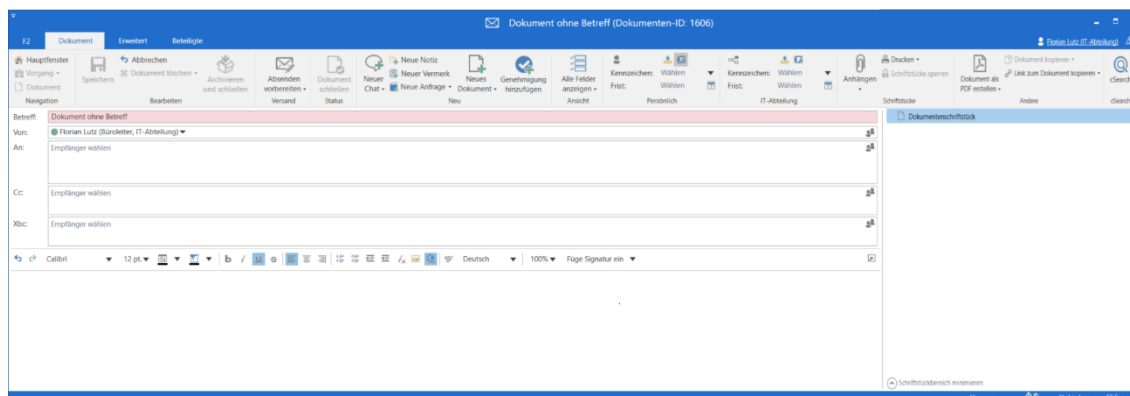 Dokument ohne Betreff (Dokumenten-ID: 1606)
F2 Dokument Erweitert Beteiligte
Florian Lutz (IT-Abteilung)
Hauptfenster
Vorgang
Dokument
Navigation
Speichern
Abbrechen
Dokument löschen
Archivieren und schließen
Bearbeiten
Absenden vorbereiten
Versand
Dokument schließen
Status
Neuer Chat
Neue Notiz
Neuer Vermerk
Neue Anfrage
Neues Dokument
Genehmigung hinzufügen
Neu
Alle Felder anzeigen
Ansicht
Kennzeichen: Wählen
Frist: Wählen
Persönlich
Kennzeichen: Wählen
Frist: Wählen
IT-Abteilung
Anhängen
Drucken
Schriftstücke sperren
Schriftstücke
Dokument als PDF erstellen
Dokument kopieren
Link zum Dokument kopieren
Andere
cSearch
cSearch
Betreff: Dokument ohne Betreff
Von: Florian Lutz (Büroleiter, IT-Abteilung)
An: Empfänger wählen
Cc: Empfänger wählen
Xbc: Empfänger wählen
Calibri 12 pt. b / u Deutsch 100% Füge Signatur ein
Dokumentenschriftstück
Schriftstückbereich minimieren